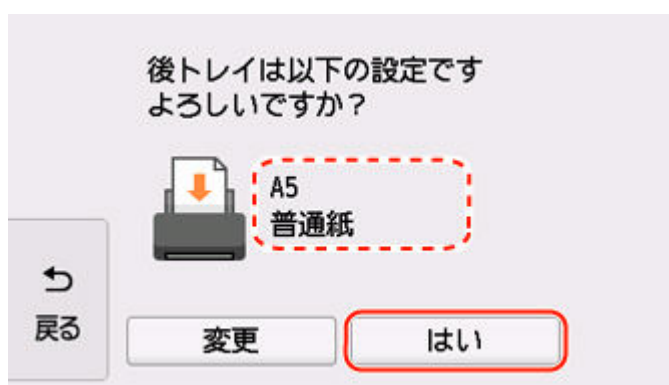 後トレイは以下の設定です
よろしいですか？
A5
普通紙
戻る
変更
はい